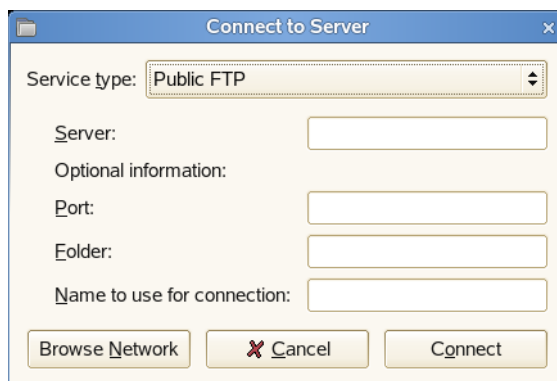 Connect to Server
Service type: Public FTP
Server:
Optional information:
Port:
Folder:
Name to use for connection:
Browse Network Cancel Connect